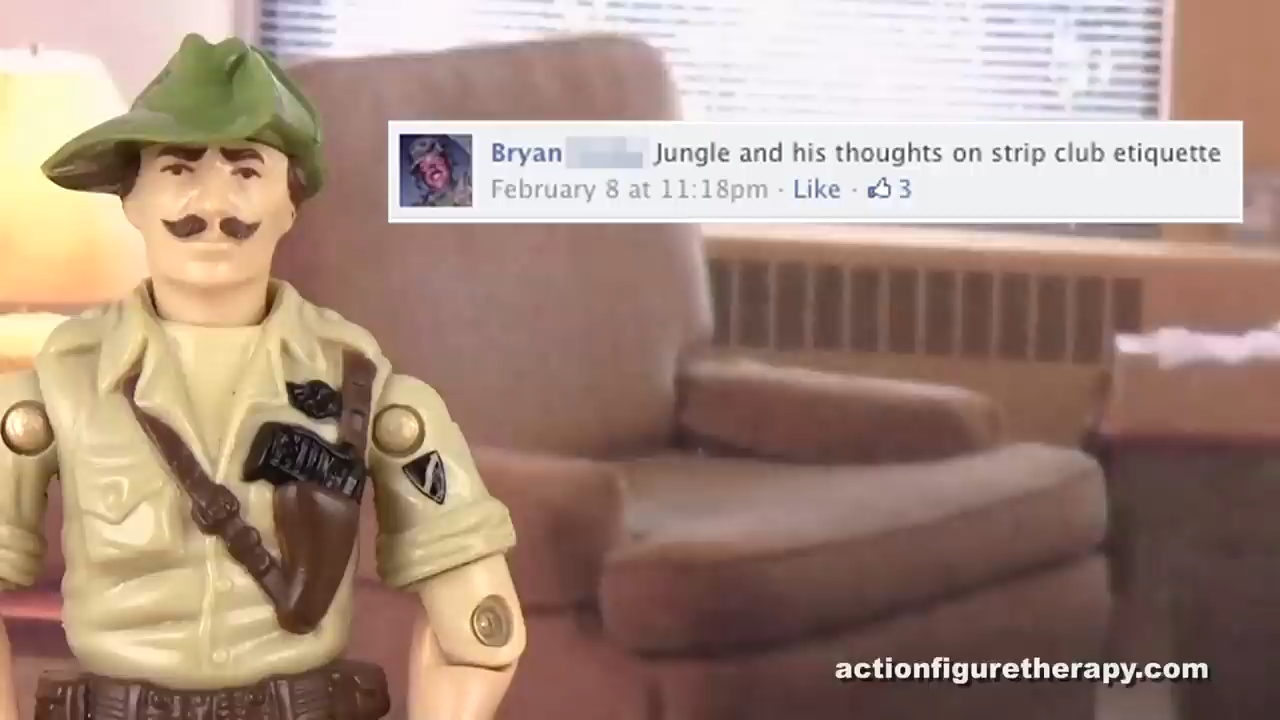 Bryan Jungle and his thoughts on strip club etiquette
February 8 at 11:18pm · Like · 3
actionfiguretherapy.com